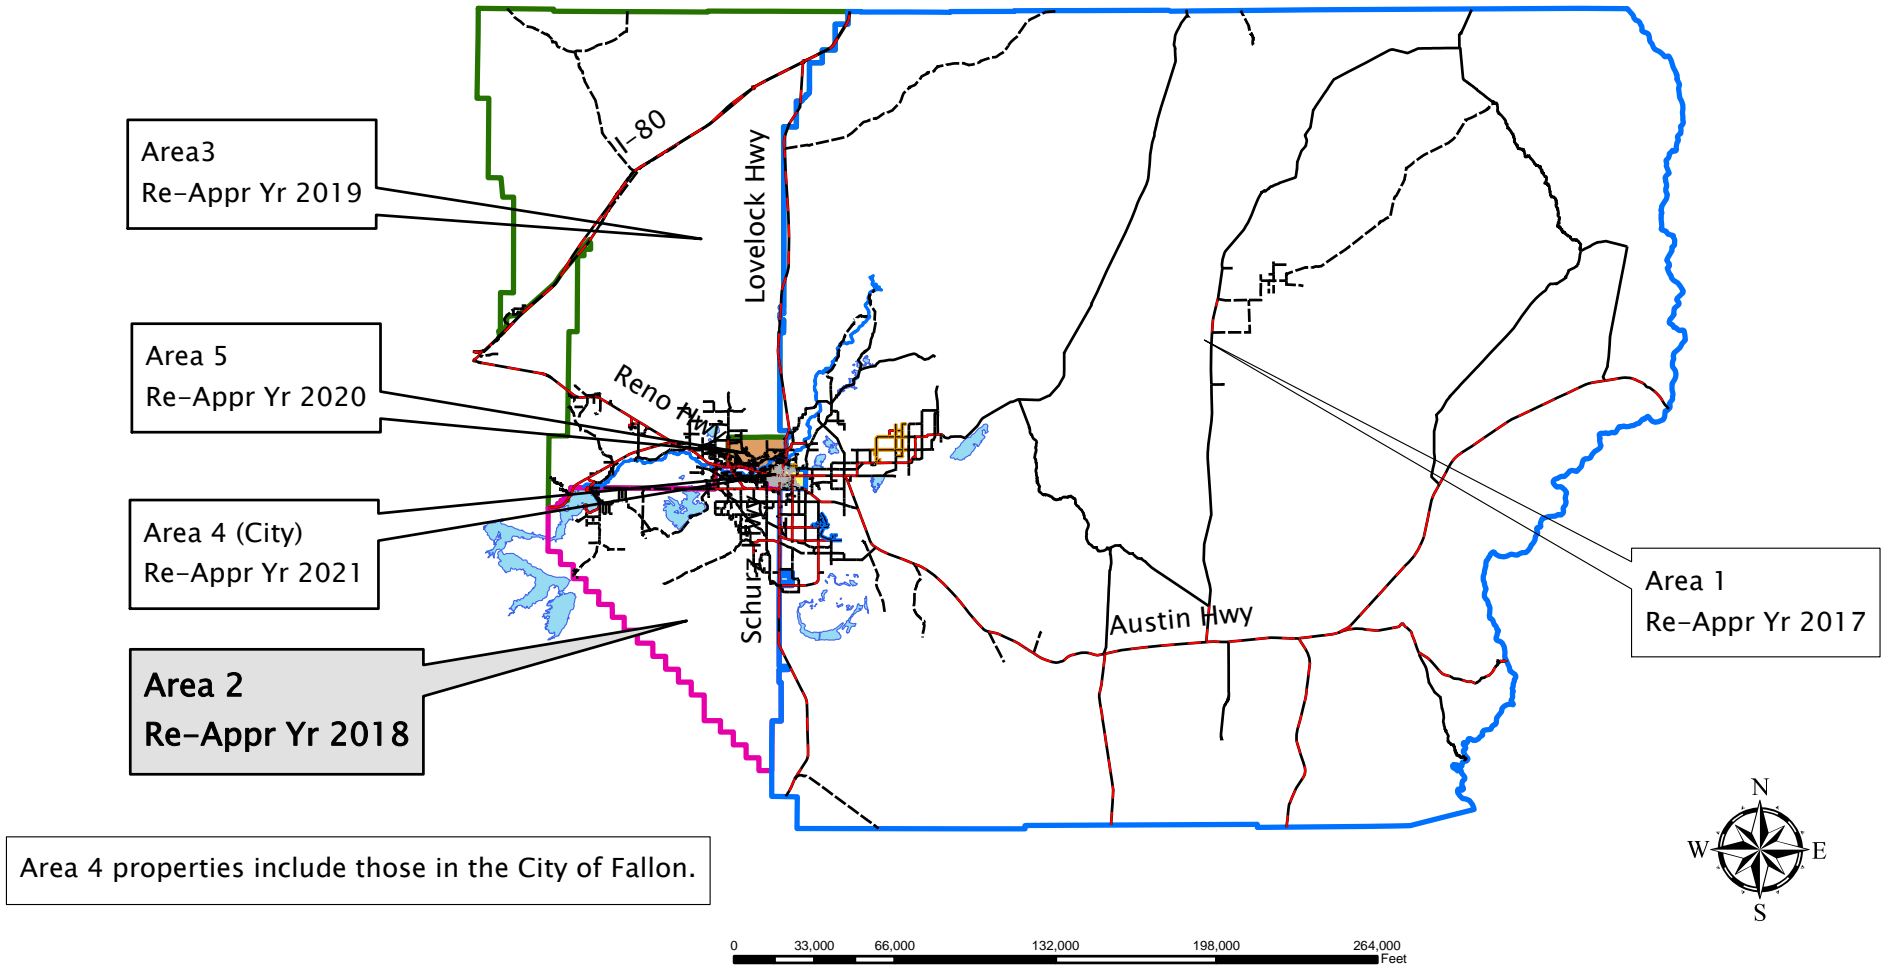 I-80
Area3
Re-Appr Yr 2019
Lovelock Hwy
Area 5
Re-Appr Yr 2020
Reno Hwy
Area 4 (City)
Re-Appr Yr 2021
Schurz Hwy
Austin Hwy
Area 1
Re-Appr Yr 2017
Area 2
Re-Appr Yr 2018
Area 4 properties include those in the City of Fallon.
N
W E
S
0 33,000 66,000 132,000 198,000 264,000
Feet